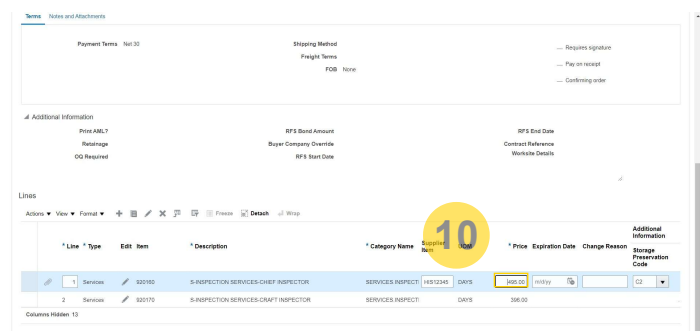 Terms Notes and Attachments
Payment Terms Net 30 Shipping Method Requires signature
Freight Terms Pay on receipt
FOB None Confirming order
Additional Information
Print AML? RFS Bond Amount RFS End Date
Retainage Buyer Company Override Contract Reference
OQ Required RFS Start Date Worksite Details
Lines
Actions View Format Freeze Detach Wrap
* Line * Type Edit Item * Description * Category Name Supplier Item UOM * Price Expiration Date Change Reason Additional Information
Storage Preservation Code
10
1 Services 920160 S-INSPECTION SERVICES-CHIEF INSPECTOR SERVICES.INSPECTI HIS12345 DAYS 495.00 m/d/yy C2
2 Services 920170 S-INSPECTION SERVICES-CRAFT INSPECTOR SERVICES.INSPECTI DAYS 395.00
Columns Hidden 13